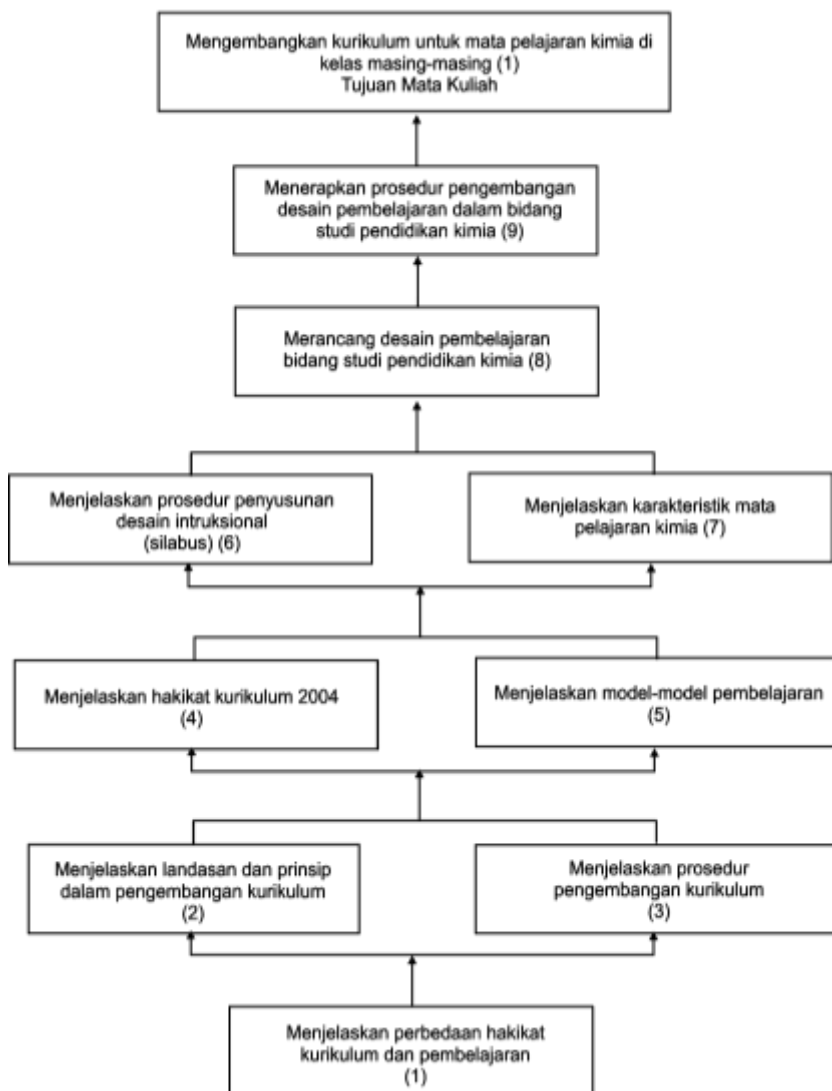 Mengembangkan kurikulum untuk mata pelajaran kimia di
kelas masing-masing (1)
Tujuan Mata Kuliah
Menerapkan prosedur pengembangan
desain pembelajaran dalam bidang
studi pendidikan kimia (9)
Merancang desain pembelajaran
bidang studi pendidikan kimia (8)
Menjelaskan prosedur penyusunan
desain intruksional
(silabus) (6)
Menjelaskan karakteristik mata
pelajaran kimia (7)
Menjelaskan hakikat kurikulum 2004
(4)
Menjelaskan model-model pembelajaran
(5)
Menjelaskan landasan dan prinsip
dalam pengembangan kurikulum
(2)
Menjelaskan prosedur
pengembangan kurikulum
(3)
Menjelaskan perbedaan hakikat
kurikulum dan pembelajaran
(1)